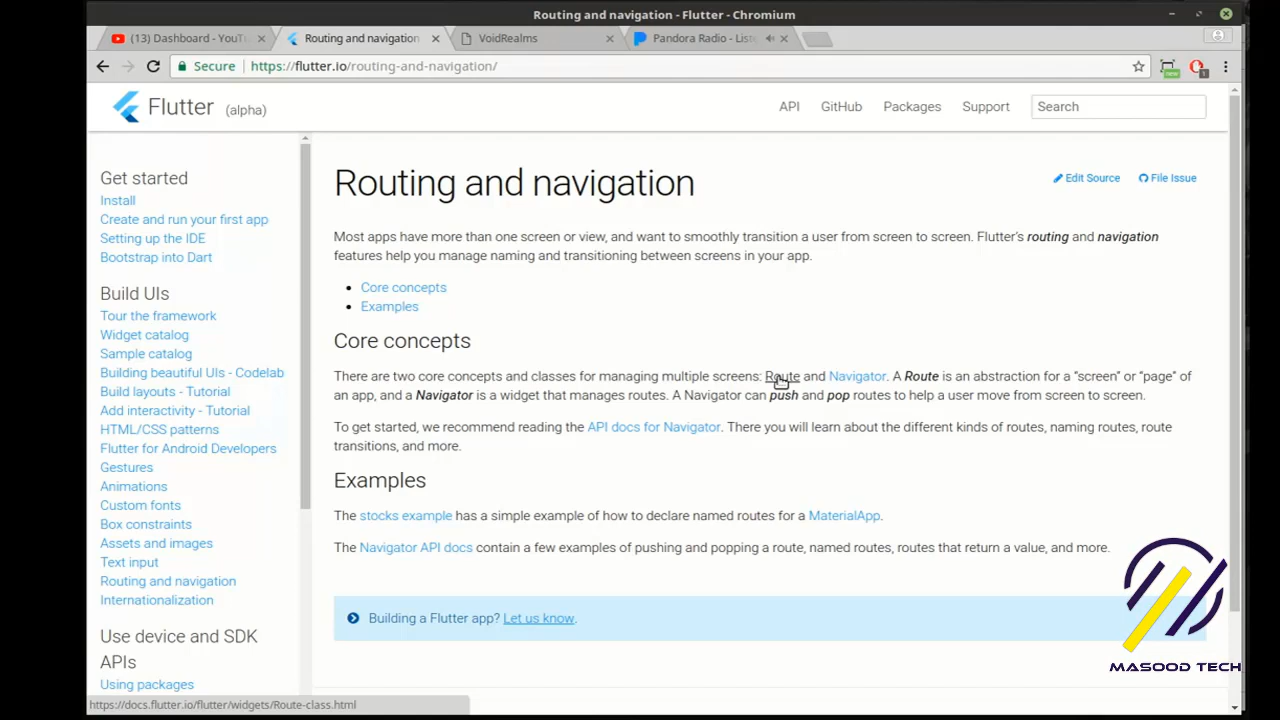 Routing and navigation - Flutter - Chromium
(13) Dashboard - YouTu
Routing and navigation
VoidRealms
Pandora Radio - Liste
Secure
https://flutter.io/routing-and-navigation/
new
1
Flutter (alpha)
API
GitHub
Packages
Support
Search
Get started
Install
Create and run your first app
Setting up the IDE
Bootstrap into Dart
Build UIs
Tour the framework
Widget catalog
Sample catalog
Building beautiful UIs - Codelab
Build layouts - Tutorial
Add interactivity - Tutorial
HTML/CSS patterns
Flutter for Android Developers
Gestures
Animations
Custom fonts
Box constraints
Assets and images
Text input
Routing and navigation
Internationalization
Use device and SDK
APIs
Using packages
Routing and navigation
Edit Source
File Issue
Most apps have more than one screen or view, and want to smoothly transition a user from screen to screen. Flutter's routing and navigation
features help you manage naming and transitioning between screens in your app.
Core concepts
Examples
Core concepts
There are two core concepts and classes for managing multiple screens: Route and Navigator. A Route is an abstraction for a "screen" or "page" of
an app, and a Navigator is a widget that manages routes. A Navigator can push and pop routes to help a user move from screen to screen.
To get started, we recommend reading the API docs for Navigator. There you will learn about the different kinds of routes, naming routes, route
transitions, and more.
Examples
The stocks example has a simple example of how to declare named routes for a MaterialApp.
The Navigator API docs contain a few examples of pushing and popping a route, named routes, routes that return a value, and more.
Building a Flutter app? Let us know.
MASOOD TECH
https://docs.flutter.io/flutter/widgets/Route-class.html